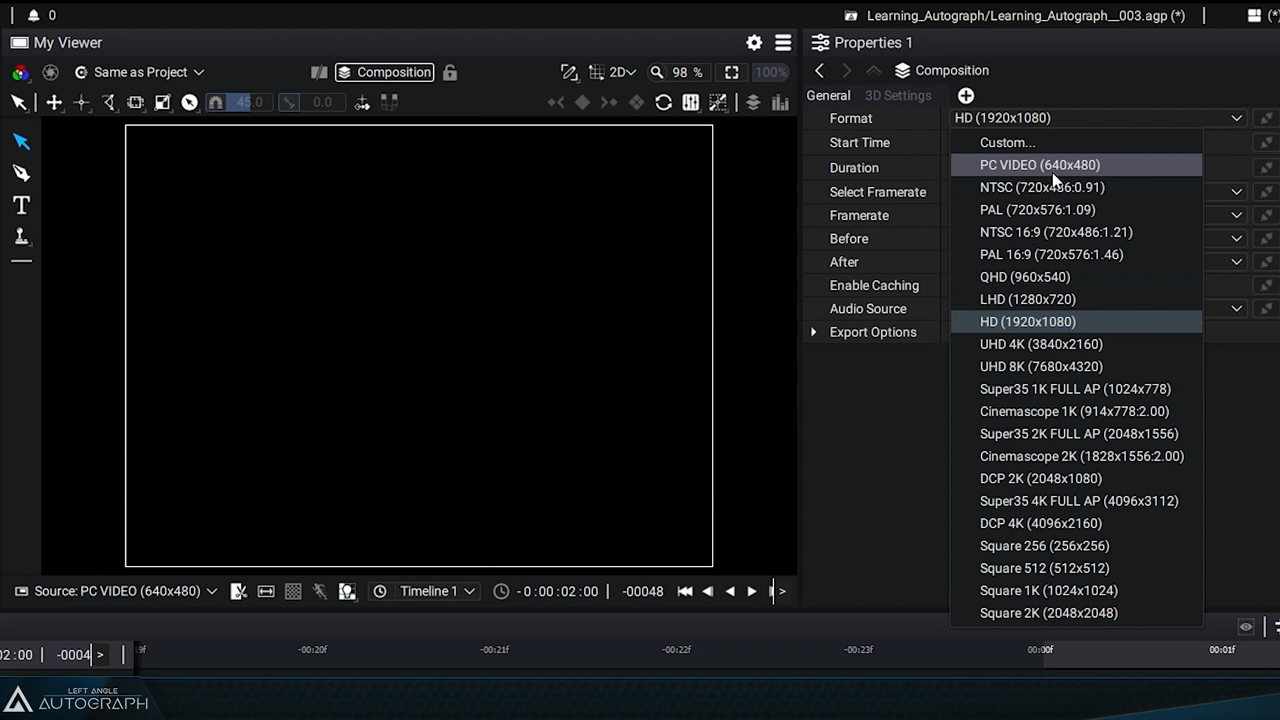 0
Learning_Autograph/Learning_Autograph__003.agp (*)
My Viewer
Same as Project
Composition
2D
98 %
100%
45.0
0.0
T
Source: PC VIDEO (640x480)
Timeline 1
-0:00:02:00
-00048
Properties 1
Composition
General
3D Settings
Format
HD (1920x1080)
Start Time
Duration
Select Framerate
Framerate
Before
After
Enable Caching
Audio Source
Export Options
Custom...
PC VIDEO (640x480)
NTSC (720x486:0.91)
PAL (720x576:1.09)
NTSC 16:9 (720x486:1.21)
PAL 16:9 (720x576:1.46)
QHD (960x540)
LHD (1280x720)
HD (1920x1080)
UHD 4K (3840x2160)
UHD 8K (7680x4320)
Super35 1K FULL AP (1024x778)
Cinemascope 1K (914x778:2.00)
Super35 2K FULL AP (2048x1556)
Cinemascope 2K (1828x1556:2.00)
DCP 2K (2048x1080)
Super35 4K FULL AP (4096x3112)
DCP 4K (4096x2160)
Square 256 (256x256)
Square 512 (512x512)
Square 1K (1024x1024)
Square 2K (2048x2048)
02:00
-0004
-00:20f
-00:21f
-00:22f
-00:23f
00:00f
00:01f
LEFT ANGLE
AUTOGRAPH